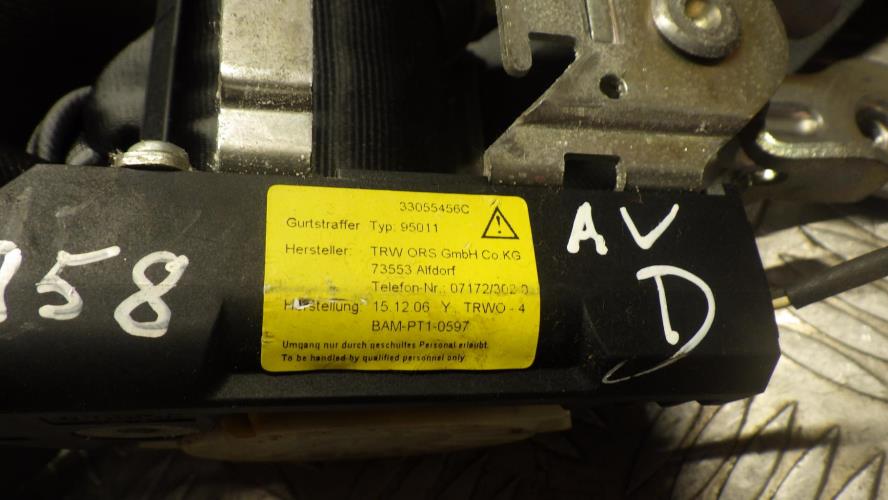 33055456C
Gurtstraffer Typ: 95011
Hersteller: TRW ORS GmbH Co.KG
73553 Alfdorf
Telefon-Nr.: 07172/302-0
Herstellung: 15.12.06 Y TRWO - 4
BAM-PT1-0597
Umgang nur durch geschultes Personal erlaubt.
To be handled by qualified personnel only
958
AV
D